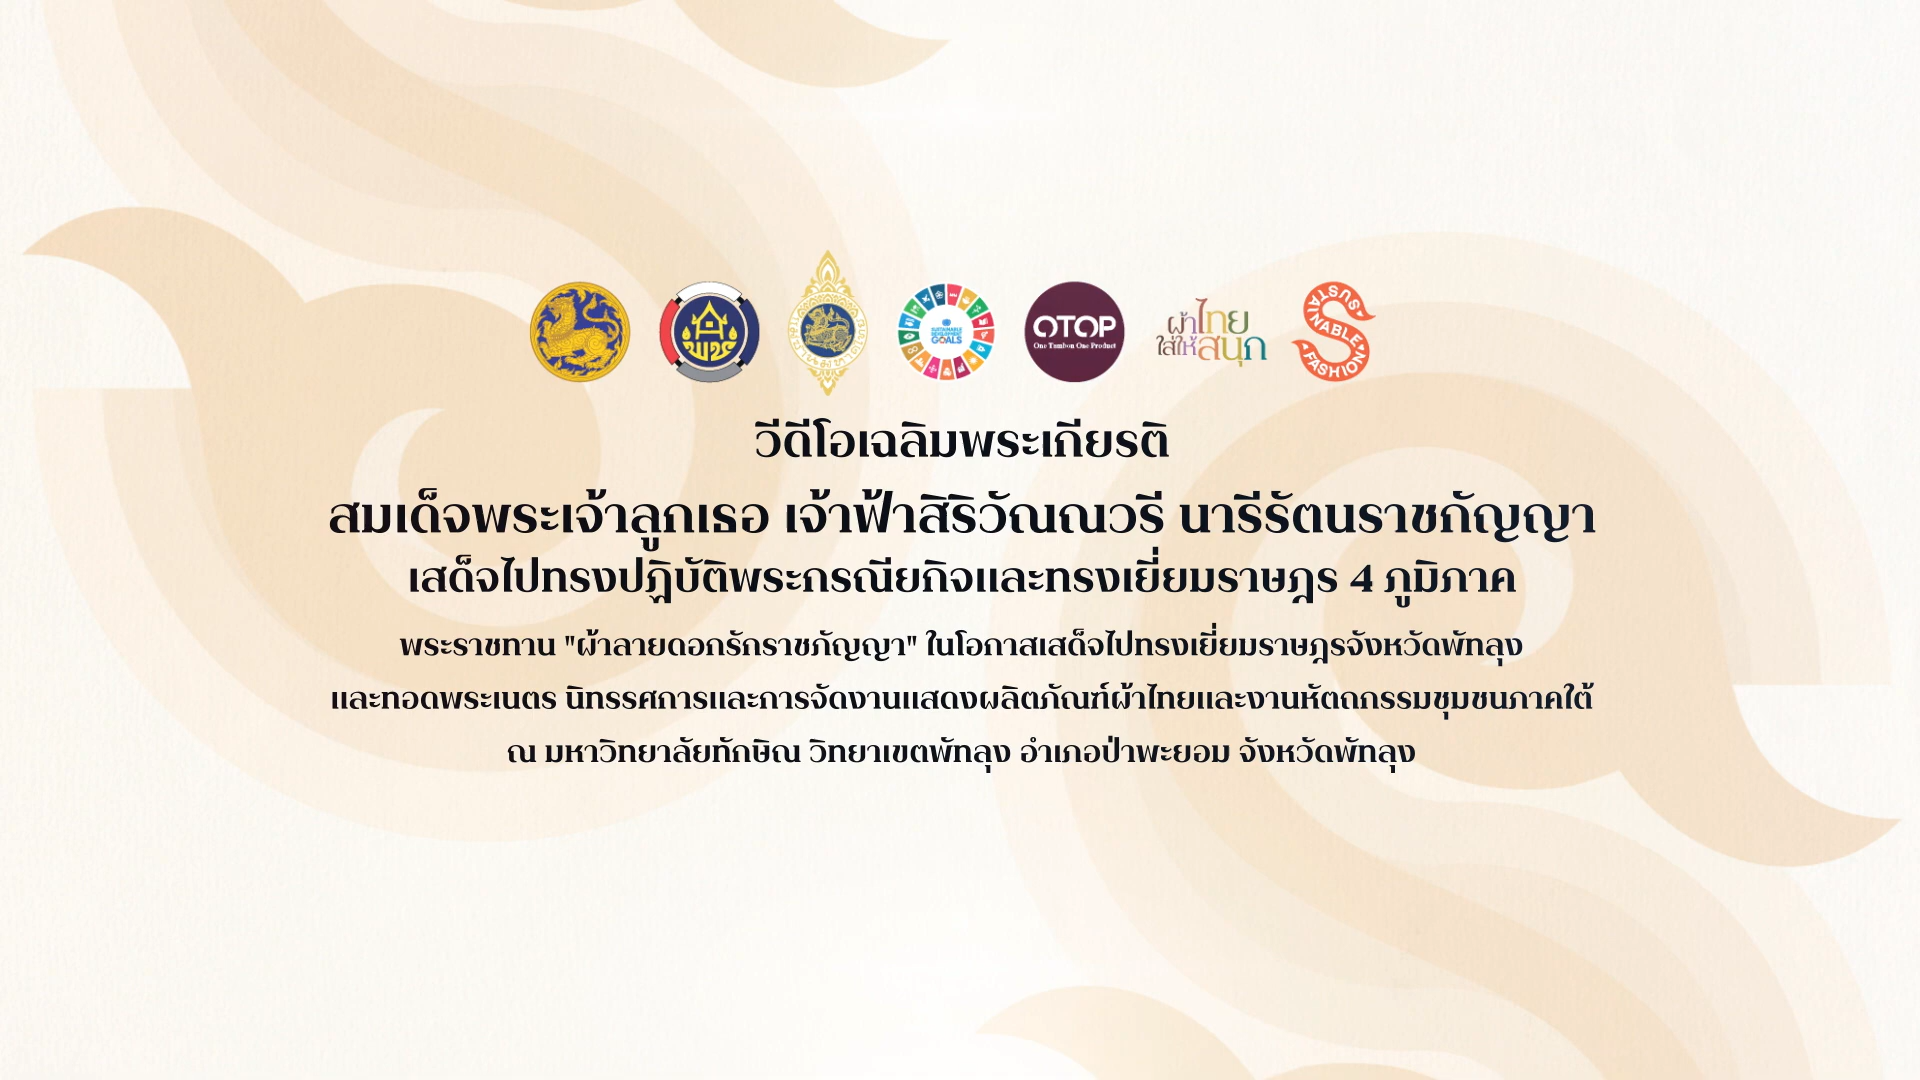 พช
SUSTAINABLE DEVELOPMENT GOALS
OTOP
One Tambon One Product
ผ้าไทย
ใส่ให้สนุก
SUSTAINABLE FASHION
วีดีโอเฉลิมพระเกียรติ
สมเด็จพระเจ้าลูกเธอ เจ้าฟ้าสิริวัณณวรี นารีรัตนราชกัญญา
เสด็จไปทรงปฏิบัติพระกรณียกิจและทรงเยี่ยมราษฎร 4 ภูมิภาค
พระราชทาน "ผ้าลายดอกรักราชกัญญา" ในโอกาสเสด็จไปทรงเยี่ยมราษฎรจังหวัดพัทลุง
และทอดพระเนตร นิทรรศการและการจัดงานแสดงผลิตภัณฑ์ผ้าไทยและงานหัตถกรรมชุมชนภาคใต้
ณ มหาวิทยาลัยทักษิณ วิทยาเขตพัทลุง อำเภอป่าพะยอม จังหวัดพัทลุง